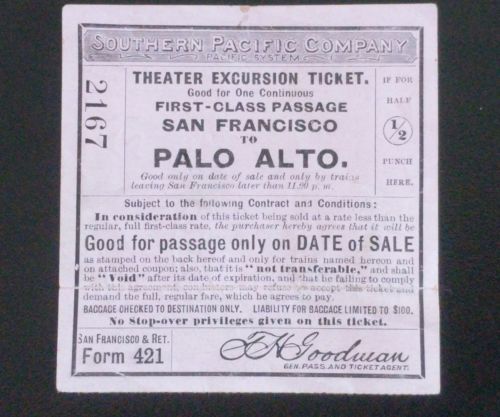 SOUTHERN PACIFIC COMPANY
PACIFIC SYSTEM
2167
THEATER EXCURSION TICKET.
Good for One Continuous
FIRST-CLASS PASSAGE
SAN FRANCISCO
TO
PALO ALTO.
Good only on date of sale and only by trains
leaving San Francisco later than 11.00 p. m.
IF FOR
HALF
1/2
PUNCH
HERE.
Subject to the following Contract and Conditions:
In consideration of this ticket being sold at a rate less than the
regular, full first-class rate, the purchaser hereby agrees that it will be
Good for passage only on DATE of SALE
as stamped on the back hereof and only for trains named hereon and
on attached coupon; also, that it is "not transferable," and shall
be "Void" after its date of expiration, and that he failing to comply
with this agreement, conductors may refuse to accept this ticket and
demand the full, regular fare, which he agrees to pay.
BAGGAGE CHECKED TO DESTINATION ONLY. LIABILITY FOR BAGGAGE LIMITED TO $100.
No Stop-over privileges given on this ticket.
SAN FRANCISCO & RET.
Form 421
T H Goodman
GEN. PASS. AND TICKET AGENT.